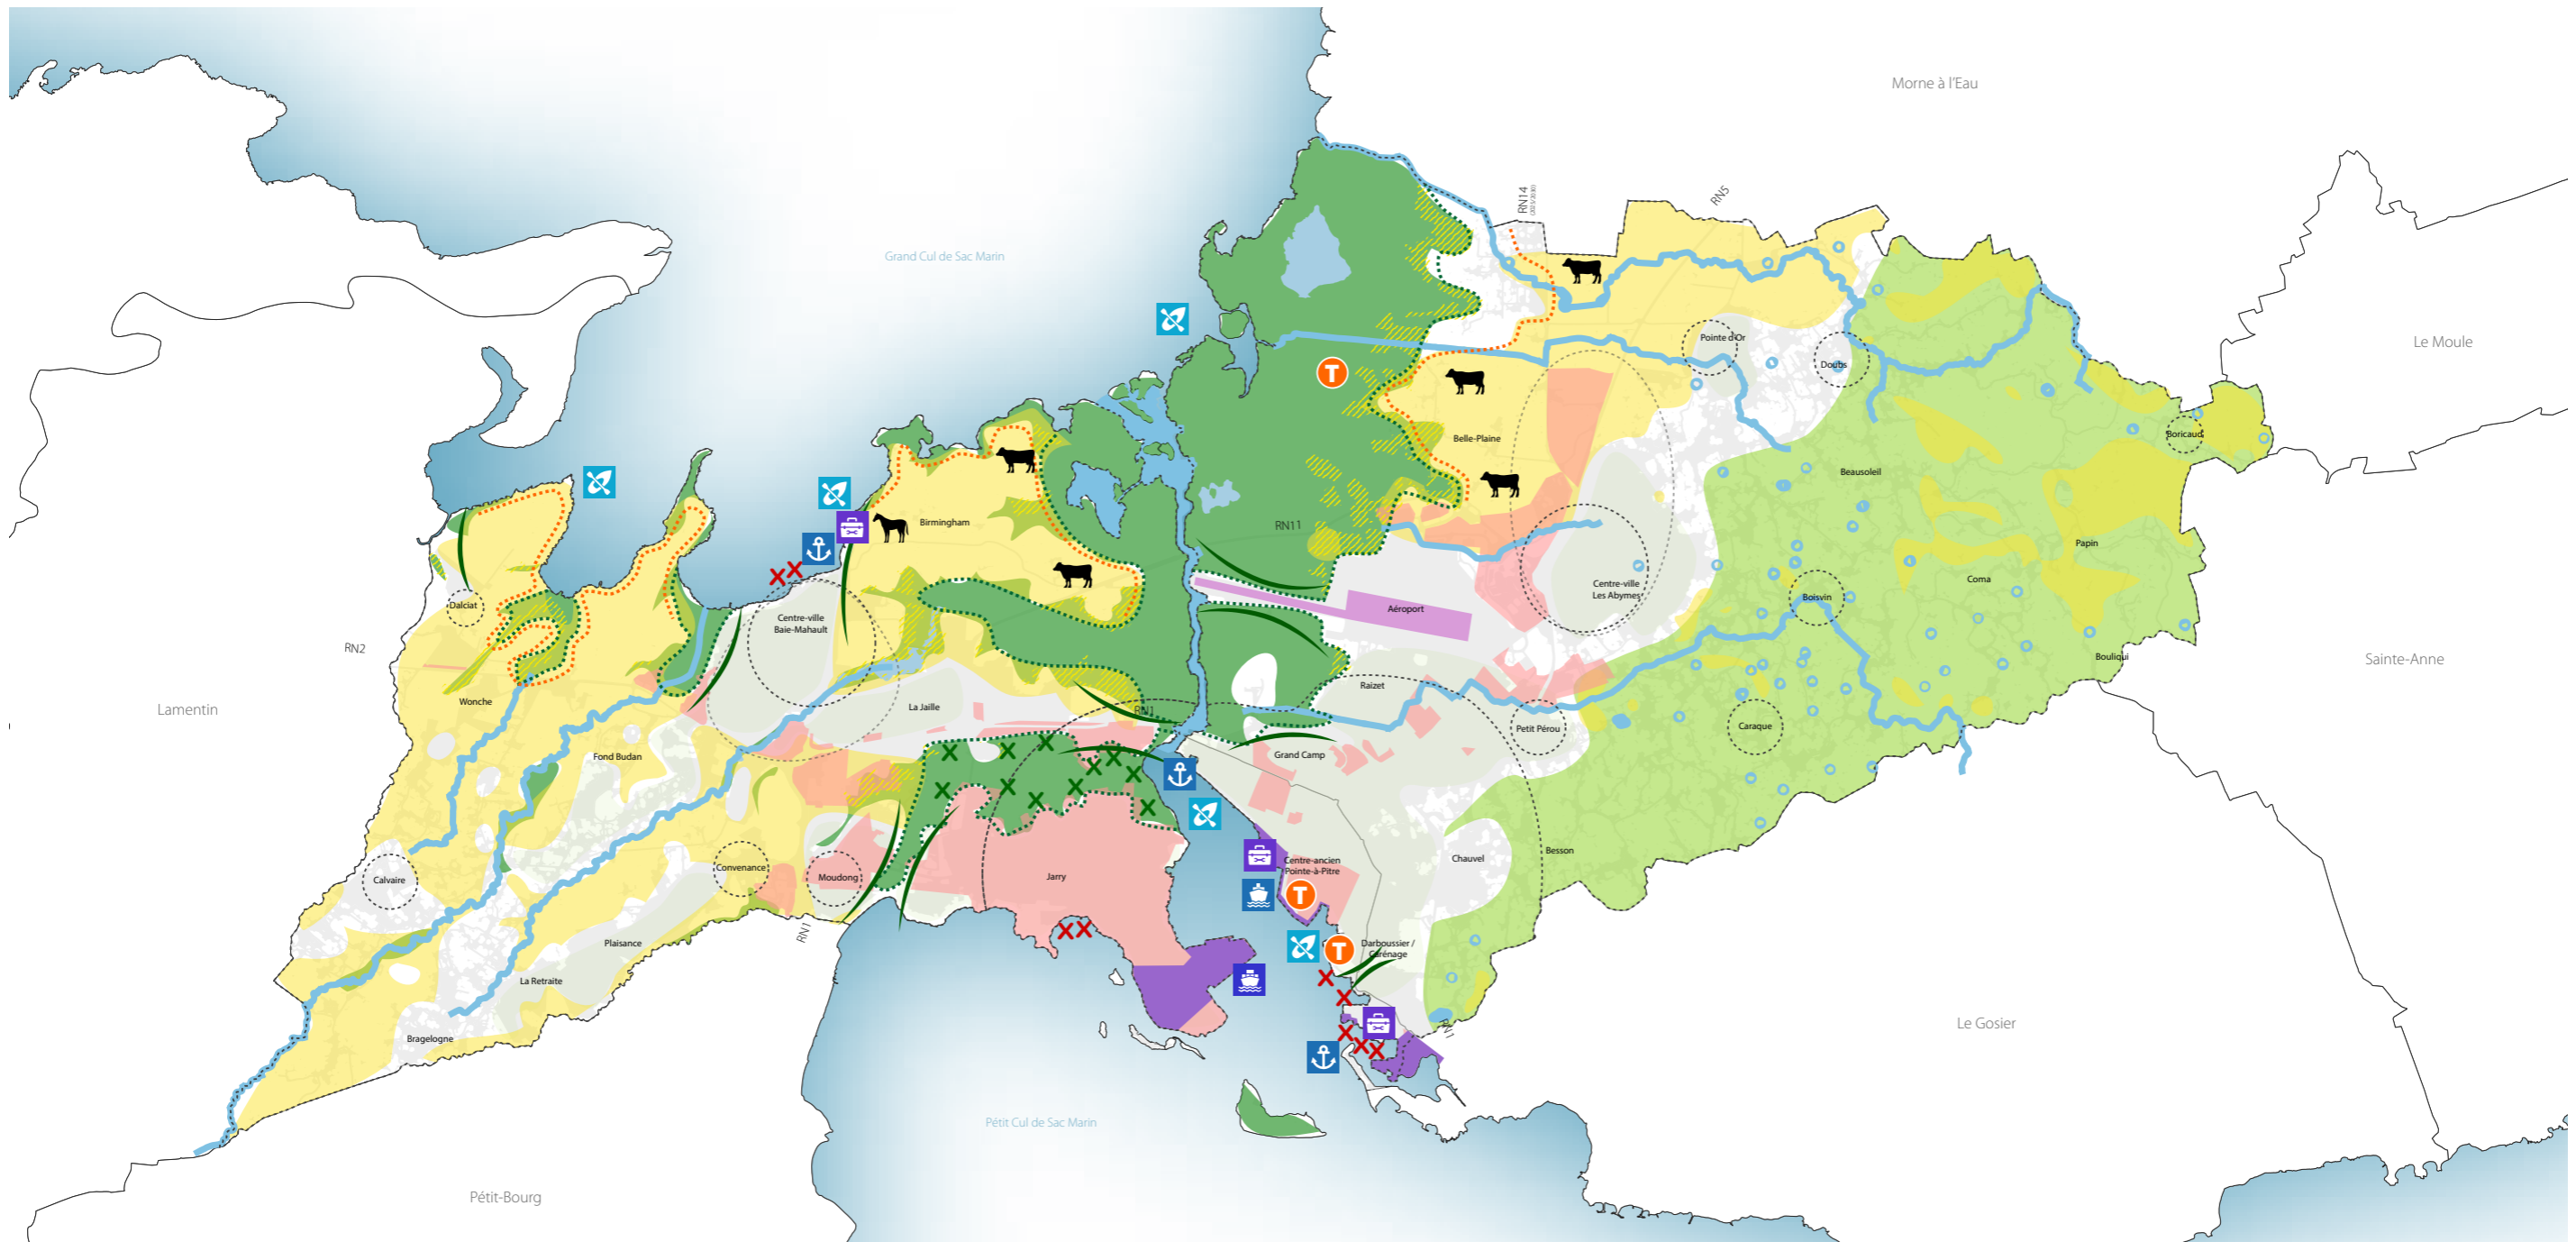 Morne à l'Eau
RN14
(2025/2030)
RN5
Grand Cul de Sac Marin
Pointe d'Or
Le Moule
Doubs
T
Belle-Plaine
Boricaud
Beausoleil
Birmingham
RN11
Papin
Coma
Centre-ville
Les Abymes
Boisvin
Dalciat
Aéroport
Centre-ville
Baie-Mahault
RN2
Bouliqui
Sainte-Anne
Raizet
Wonche
Lamentin
La Jaille
RN1
Petit Pérou
Caraque
Fond Budan
Grand Camp
Besson
Chauvel
Centre-ancien
Pointe-à-Pitre
Convenance
Moudong
Jarry
Calvaire
T
RN1
Plaisance
Darboussier /
Carénage
T
La Retraite
Le Gosier
RN1
Bragelogne
Pétit Cul de Sac Marin
Pétit-Bourg